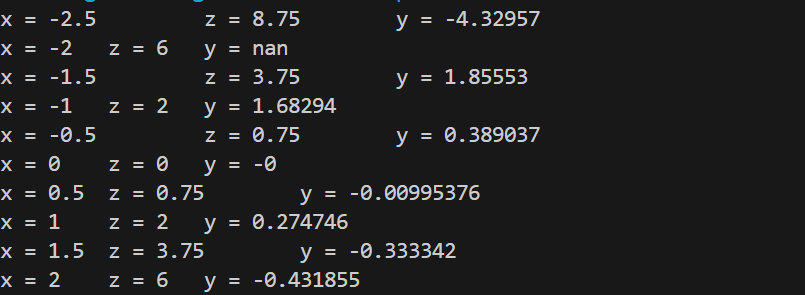 x = -2.5 z = 8.75 y = -4.32957
x = -2 z = 6 y = nan
x = -1.5 z = 3.75 y = 1.85553
x = -1 z = 2 y = 1.68294
x = -0.5 z = 0.75 y = 0.389037
x = 0 z = 0 y = -0
x = 0.5 z = 0.75 y = -0.00995376
x = 1 z = 2 y = 0.274746
x = 1.5 z = 3.75 y = -0.333342
x = 2 z = 6 y = -0.431855